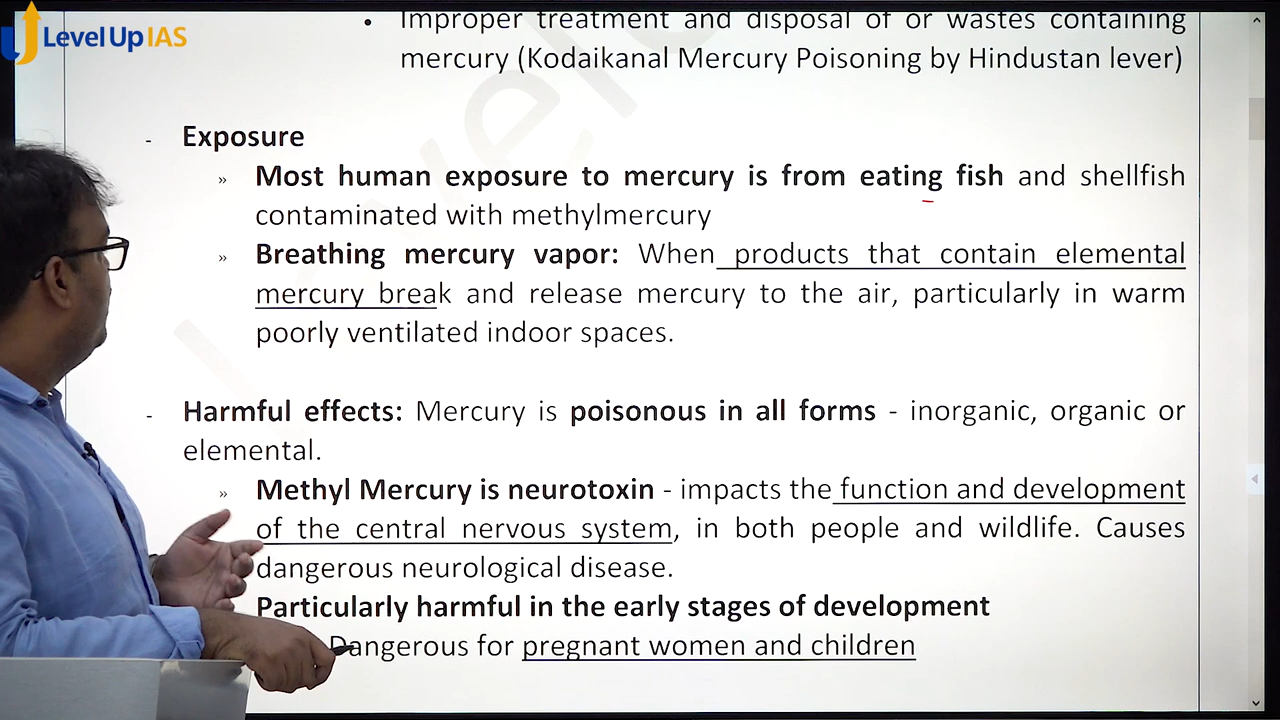 Level Up IAS
• Improper treatment and disposal of or wastes containing
mercury (Kodaikanal Mercury Poisoning by Hindustan lever)
- Exposure
» Most human exposure to mercury is from eating fish and shellfish
contaminated with methylmercury
» Breathing mercury vapor: When products that contain elemental
mercury break and release mercury to the air, particularly in warm
poorly ventilated indoor spaces.
- Harmful effects: Mercury is poisonous in all forms - inorganic, organic or
elemental.
» Methyl Mercury is neurotoxin - impacts the function and development
of the central nervous system, in both people and wildlife. Causes
dangerous neurological disease.
Particularly harmful in the early stages of development
Dangerous for pregnant women and children